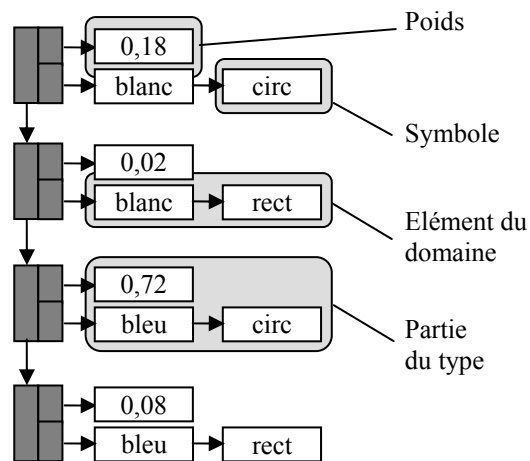 Poids
0,18
blanc circ
Symbole
0,02
blanc rect
Elément du
domaine
0,72
bleu circ
Partie
du type
0,08
bleu rect